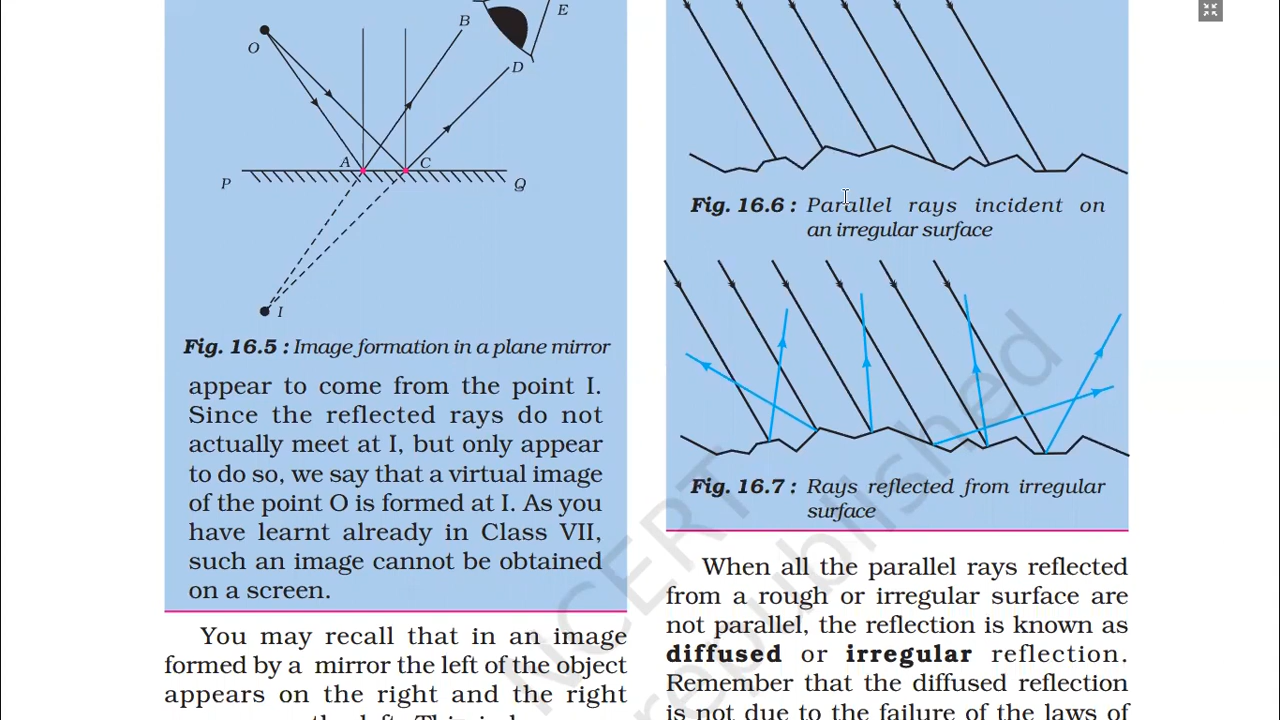 B
E
O
D
A
C
P
Q
I
Fig. 16.5 : Image formation in a plane mirror
appear to come from the point I.
Since the reflected rays do not
actually meet at I, but only appear
to do so, we say that a virtual image
of the point O is formed at I. As you
have learnt already in Class VII,
such an image cannot be obtained
on a screen.
You may recall that in an image
formed by a mirror the left of the object
appears on the right and the right
Fig. 16.6 : Parallel rays incident on
an irregular surface
Fig. 16.7 : Rays reflected from irregular
surface
When all the parallel rays reflected
from a rough or irregular surface are
not parallel, the reflection is known as
diffused or irregular reflection.
Remember that the diffused reflection
is not due to the failure of the laws of
NCERT
republished